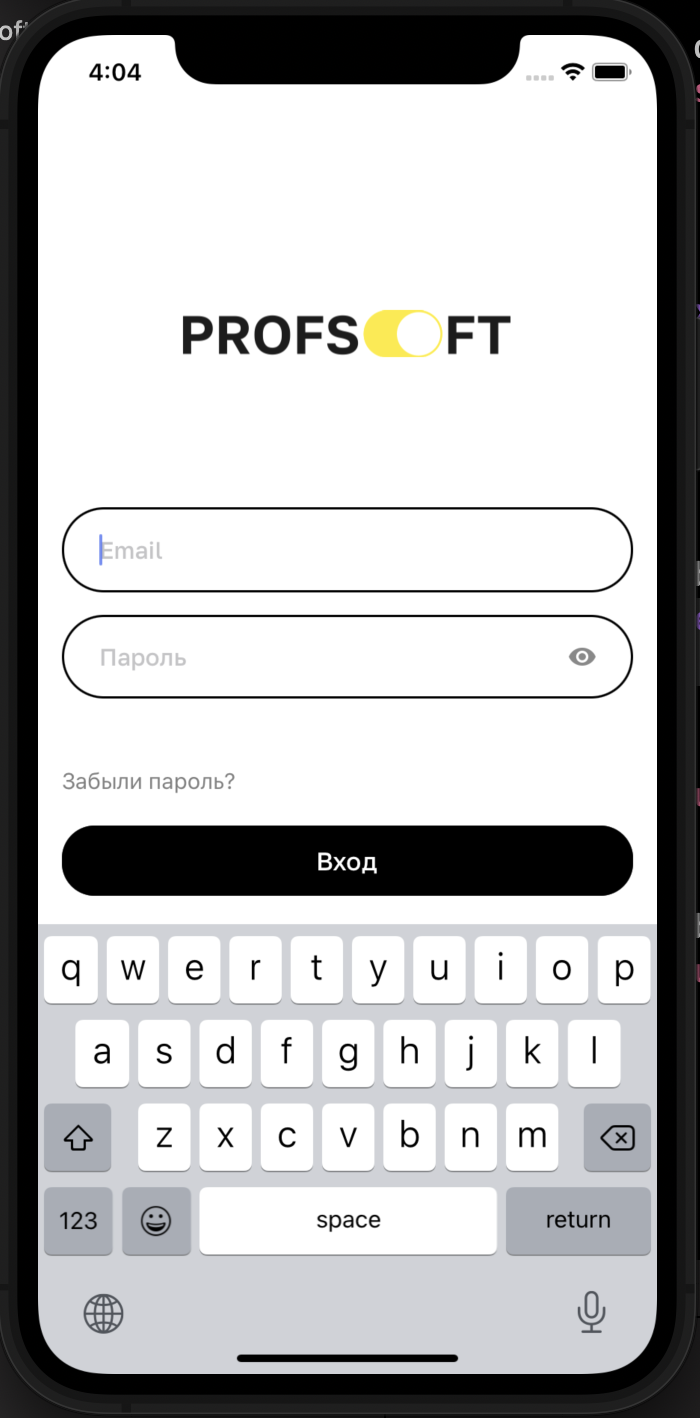 4:04
PROFSOFT
Email
Пароль
Забыли пароль?
Вход
q w e r t y u i o p
a s d f g h j k l
z x c v b n m
123 space return